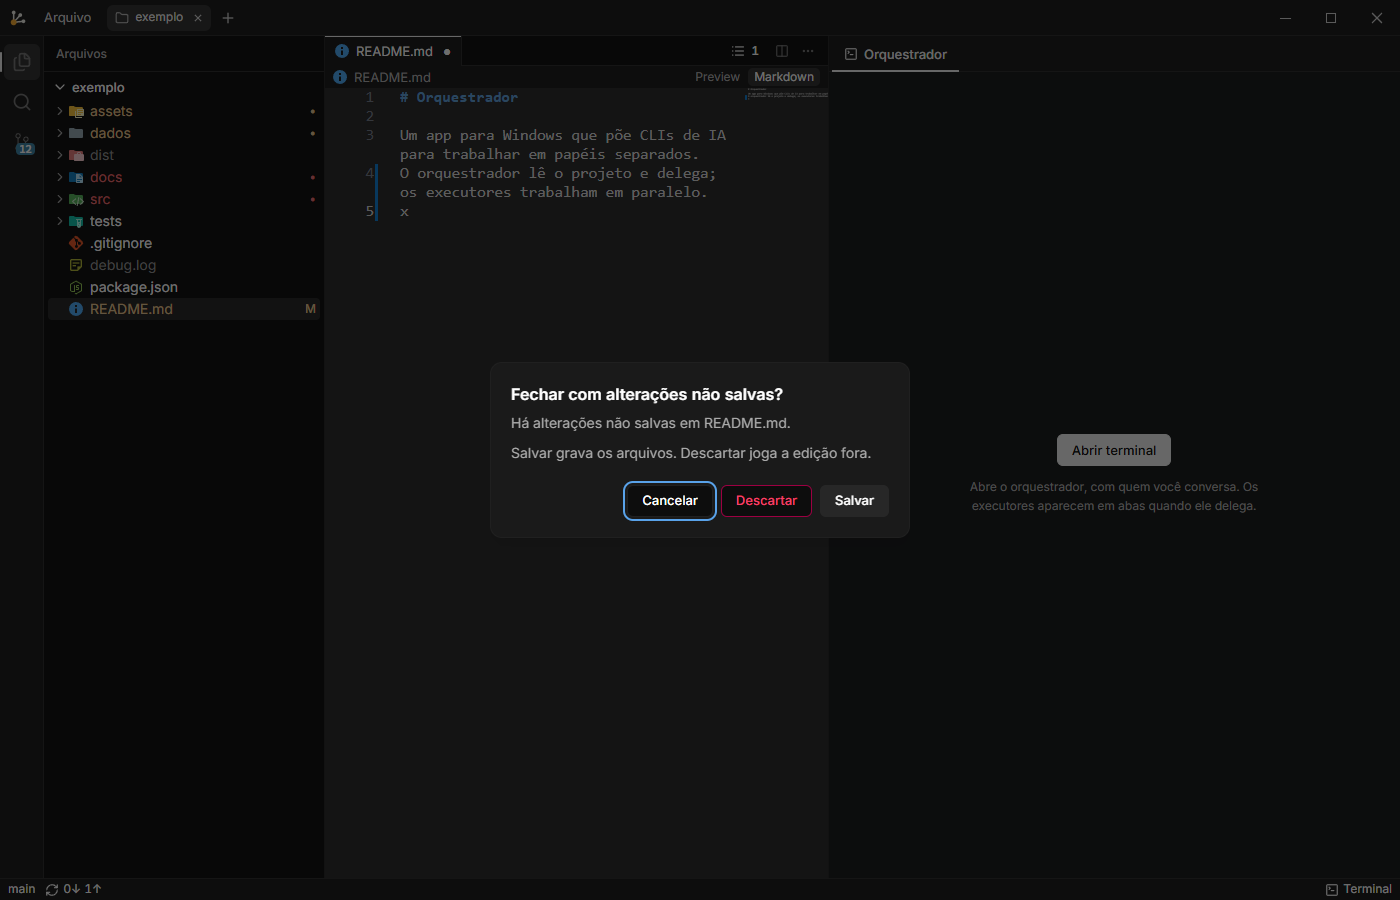 Arquivo
exemplo
Arquivos
exemplo
assets
dados
dist
docs
src
tests
.gitignore
debug.log
package.json
README.md M
12
README.md
1
README.md
Preview Markdown
1 # Orquestrador
2
3 Um app para Windows que põe CLIs de IA
para trabalhar em papéis separados.
4 O orquestrador lê o projeto e delega;
os executores trabalham em paralelo.
5 x
Orquestrador
Abrir terminal
Abre o orquestrador, com quem você conversa. Os
executores aparecem em abas quando ele delega.
Fechar com alterações não salvas?
Há alterações não salvas em README.md.
Salvar grava os arquivos. Descartar joga a edição fora.
Cancelar Descartar Salvar
main 0↓ 1↑
Terminal